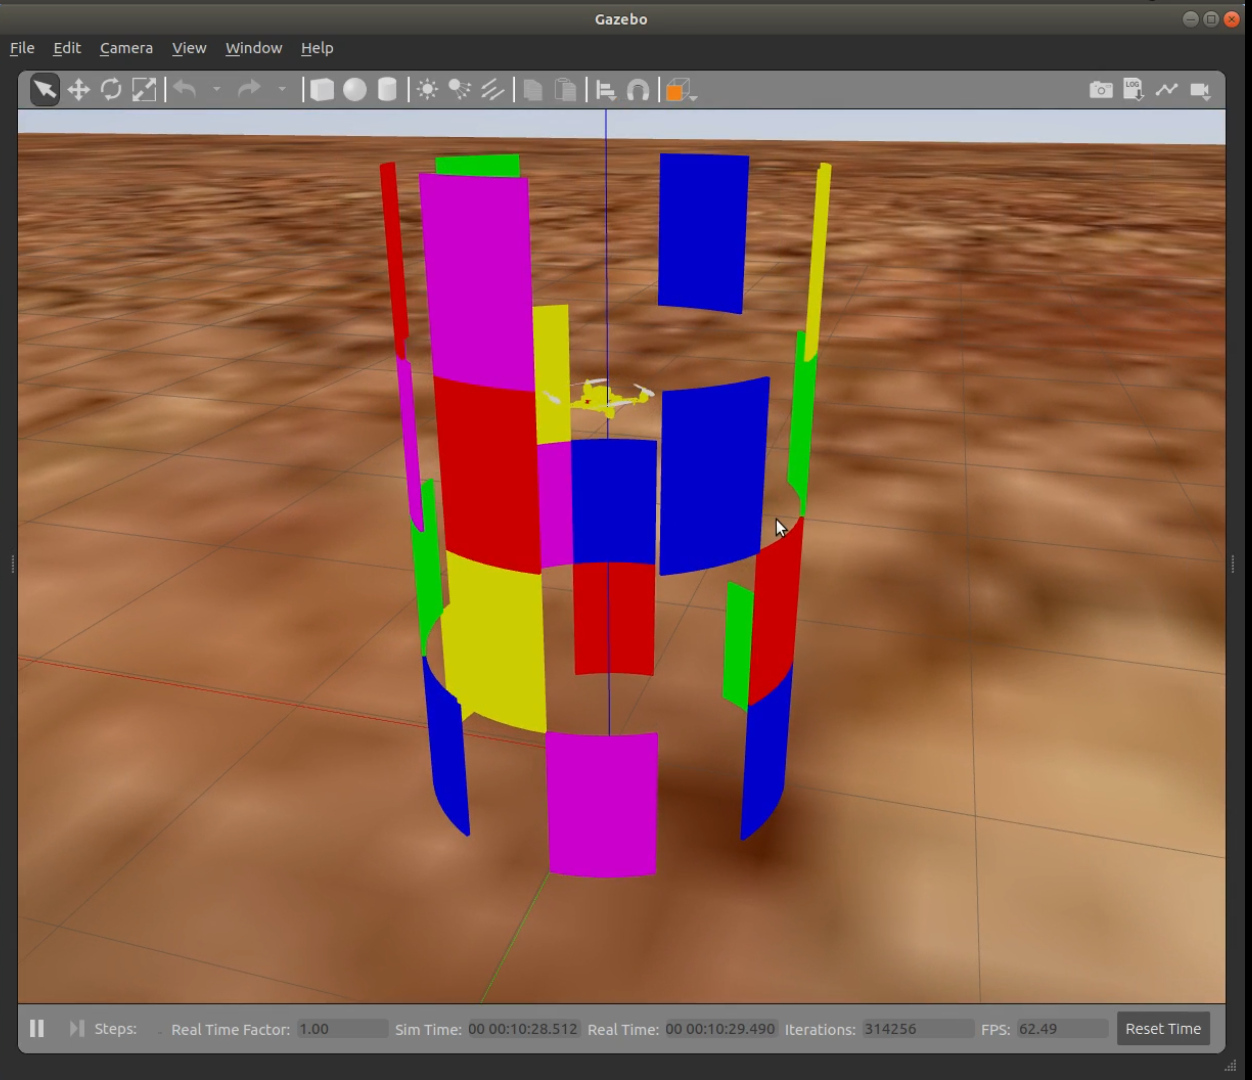 Gazebo
File Edit Camera View Window Help
LOG
Steps: Real Time Factor: 1.00 Sim Time: 00 00:10:28.512 Real Time: 00 00:10:29.490 Iterations: 314256 FPS: 62.49 Reset Time